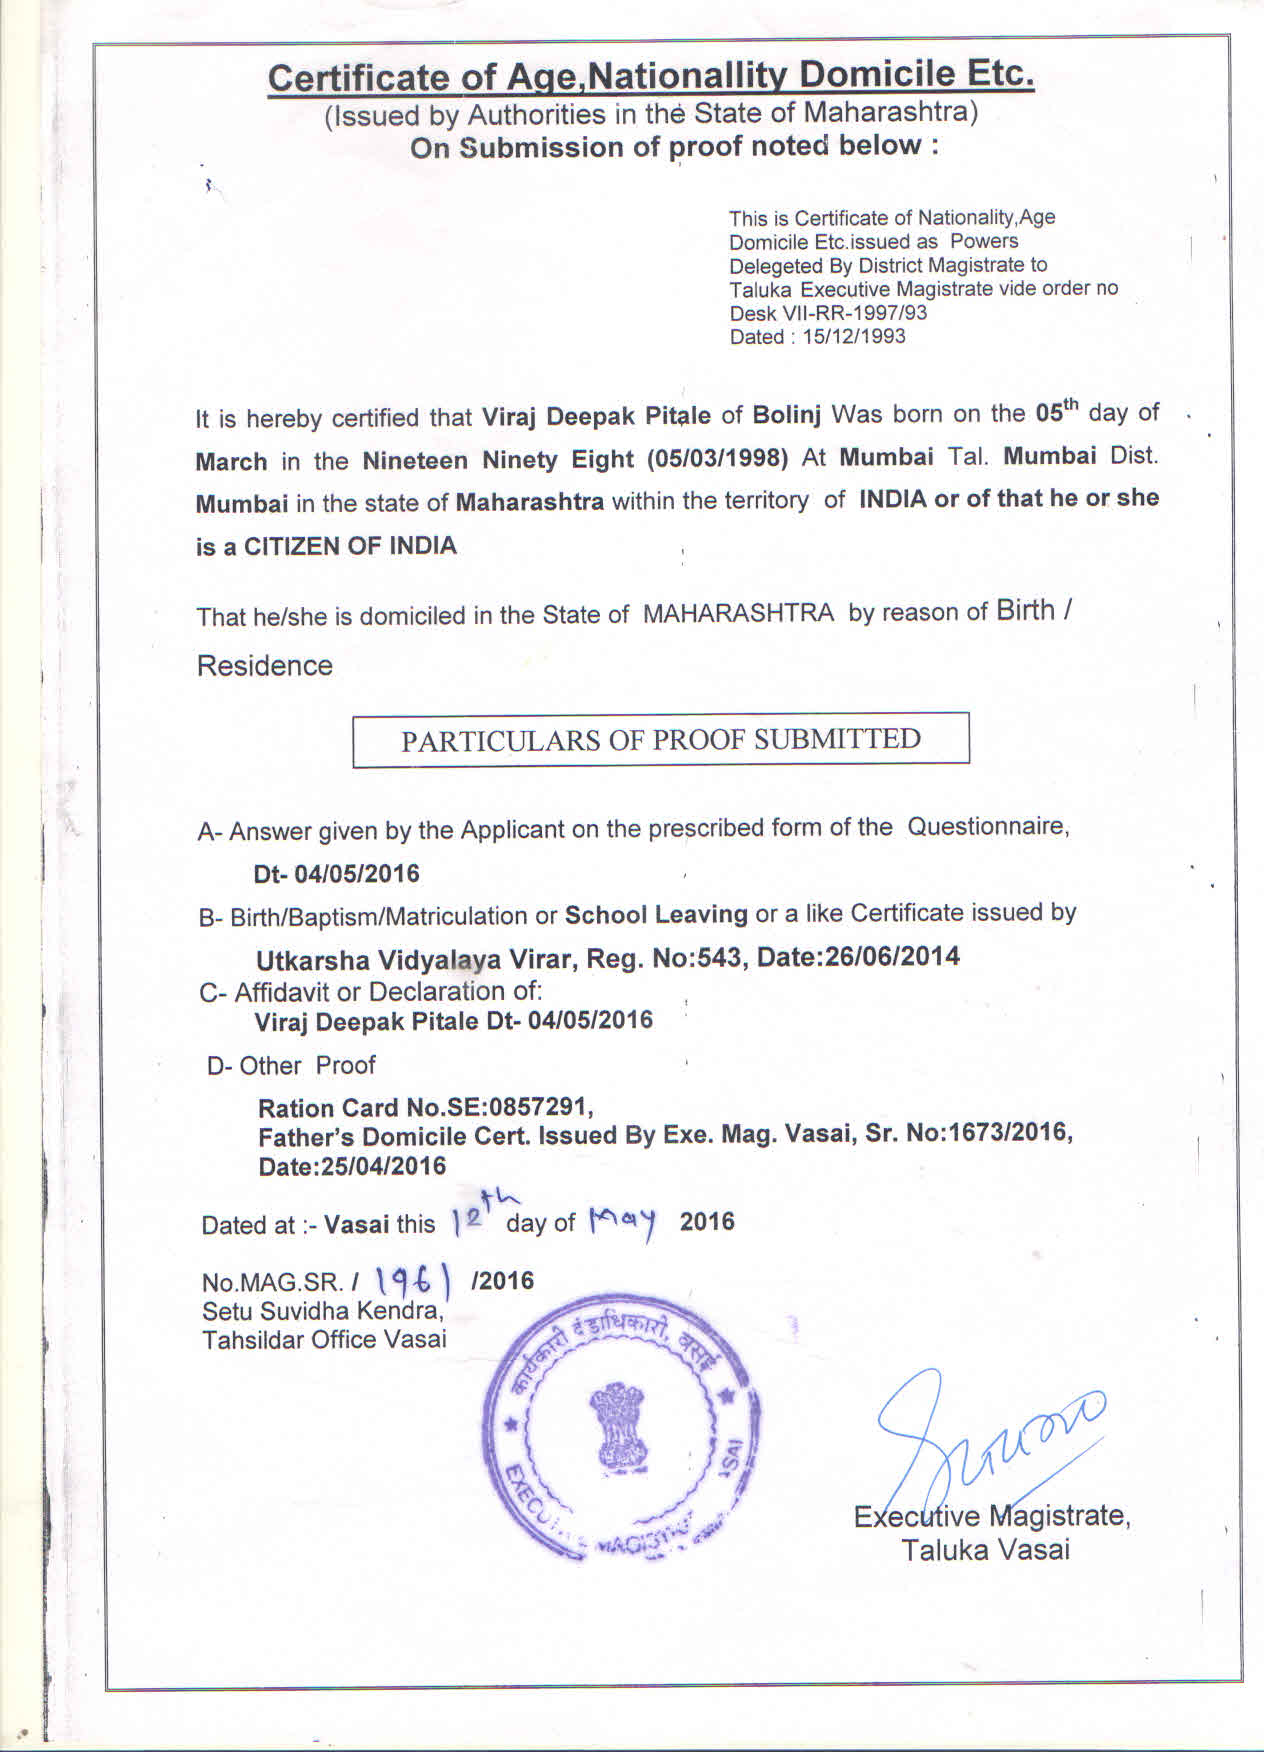 Certificate of Age,Nationallity Domicile Etc.
(Issued by Authorities in the State of Maharashtra)
On Submission of proof noted below :
This is Certificate of Nationality,Age
Domicile Etc.issued as Powers
Delegeted By District Magistrate to
Taluka Executive Magistrate vide order no
Desk VII-RR-1997/93
Dated : 15/12/1993
It is hereby certified that Viraj Deepak Pitale of Bolinj Was born on the 05th day of
March in the Nineteen Ninety Eight (05/03/1998) At Mumbai Tal. Mumbai Dist.
Mumbai in the state of Maharashtra within the territory of INDIA or of that he or she
is a CITIZEN OF INDIA
That he/she is domiciled in the State of MAHARASHTRA by reason of Birth /
Residence
PARTICULARS OF PROOF SUBMITTED
A- Answer given by the Applicant on the prescribed form of the Questionnaire,
Dt- 04/05/2016
B- Birth/Baptism/Matriculation or School Leaving or a like Certificate issued by
Utkarsha Vidyalaya Virar, Reg. No:543, Date:26/06/2014
C- Affidavit or Declaration of:
Viraj Deepak Pitale Dt- 04/05/2016
D- Other Proof
Ration Card No.SE:0857291,
Father's Domicile Cert. Issued By Exe. Mag. Vasai, Sr. No:1673/2016,
Date:25/04/2016
Dated at :- Vasai this 12th day of May 2016
No.MAG.SR. / 1961 /2016
Setu Suvidha Kendra,
Tahsildar Office Vasai
कार्यकारी दंडाधिकारी, वसई
EXECUTIVE MAGISTRATE
Executive Magistrate,
Taluka Vasai